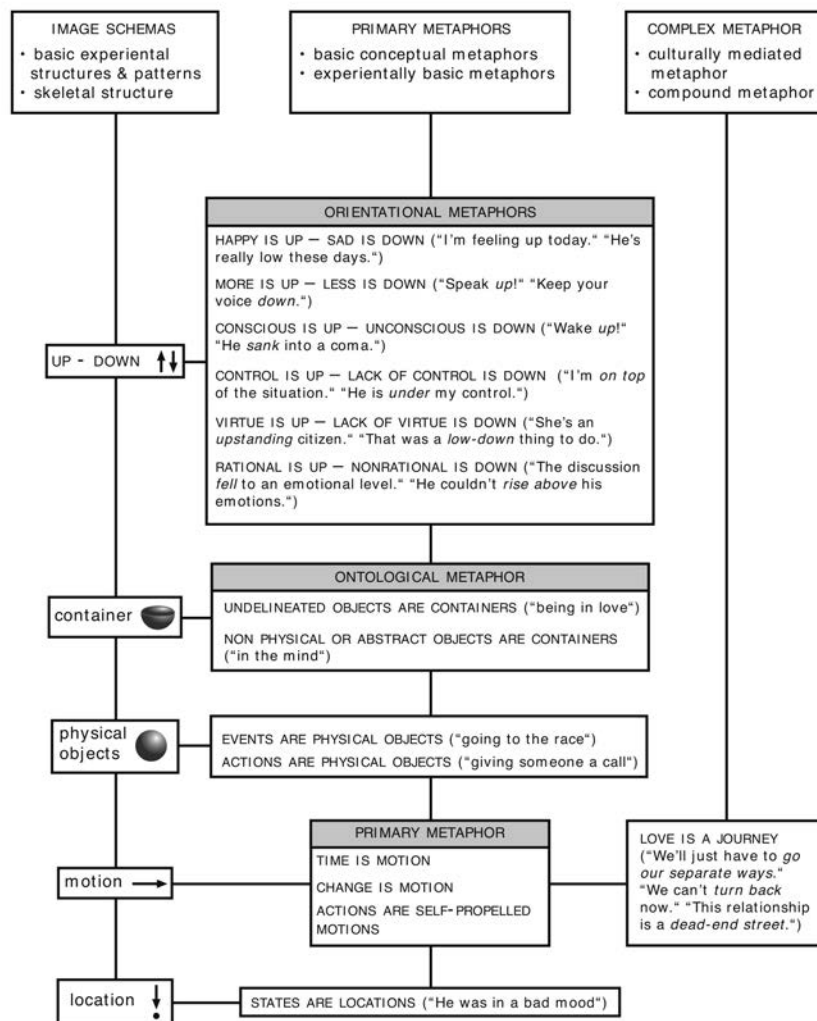 IMAGE SCHEMAS
• basic experiental
structures & patterns
• skeletal structure
PRIMARY METAPHORS
• basic conceptual metaphors
• experientially basic metaphors
COMPLEX METAPHOR
• culturally mediated
metaphor
• compound metaphor
ORIENTATIONAL METAPHORS
HAPPY IS UP — SAD IS DOWN (“I’m feeling up today.“ “He’s
really low these days.“)
MORE IS UP — LESS IS DOWN (“Speak up!“ “Keep your
voice down.“)
CONSCIOUS IS UP — UNCONSCIOUS IS DOWN (“Wake up!“
“He sank into a coma.“)
UP - DOWN
CONTROL IS UP — LACK OF CONTROL IS DOWN (“I’m on top
of the situation.“ “He is under my control.“)
VIRTUE IS UP — LACK OF VIRTUE IS DOWN (“She’s an
upstanding citizen.“ “That was a low-down thing to do.“)
RATIONAL IS UP — NONRATIONAL IS DOWN (“The discussion
fell to an emotional level.“ “He couldn’t rise above his
emotions.“)
ONTOLOGICAL METAPHOR
container
UNDELINEATED OBJECTS ARE CONTAINERS (“being in love“)
NON PHYSICAL OR ABSTRACT OBJECTS ARE CONTAINERS
(“in the mind“)
physical
objects
EVENTS ARE PHYSICAL OBJECTS (“going to the race“)
ACTIONS ARE PHYSICAL OBJECTS (“giving someone a call“)
PRIMARY METAPHOR
motion
TIME IS MOTION
CHANGE IS MOTION
ACTIONS ARE SELF-PROPELLED
MOTIONS
LOVE IS A JOURNEY
(“We’ll just have to go
our separate ways.“
“We can’t turn back
now.“ “This relationship
is a dead-end street.“)
location
STATES ARE LOCATIONS (“He was in a bad mood“)